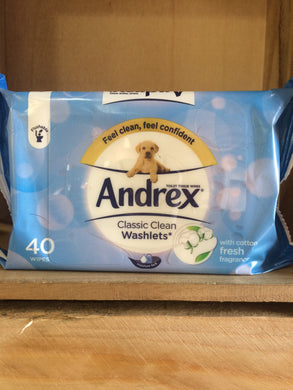 Feel clean, feel confident
Andrex®
TOILET TISSUE WIPES
Classic Clean
Washlets*
40
WIPES
with cotton
fresh
fragrance